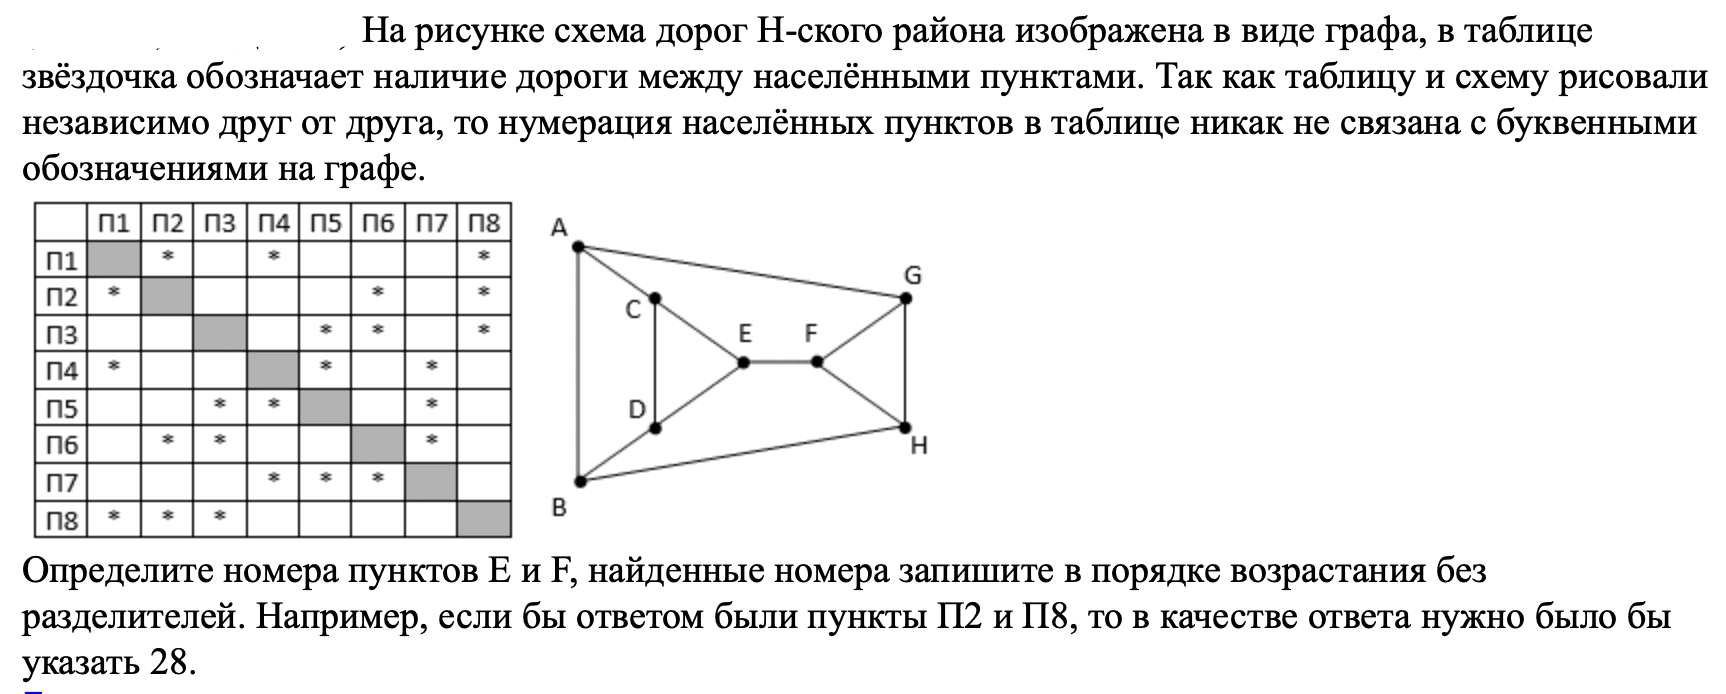 На рисунке схема дорог Н-ского района изображена в виде графа, в таблице
звёздочка обозначает наличие дороги между населёнными пунктами. Так как таблицу и схему рисовали
независимо друг от друга, то нумерация населённых пунктов в таблице никак не связана с буквенными
обозначениями на графе.
П1 П2 П3 П4 П5 П6 П7 П8
П1 * * *
П2 * * *
П3 * * *
П4 * * *
П5 * * *
П6 * * *
П7 * * *
П8 * * *
A
G
C
E F
D
H
B
Определите номера пунктов E и F, найденные номера запишите в порядке возрастания без
разделителей. Например, если бы ответом были пункты П2 и П8, то в качестве ответа нужно было бы
указать 28.